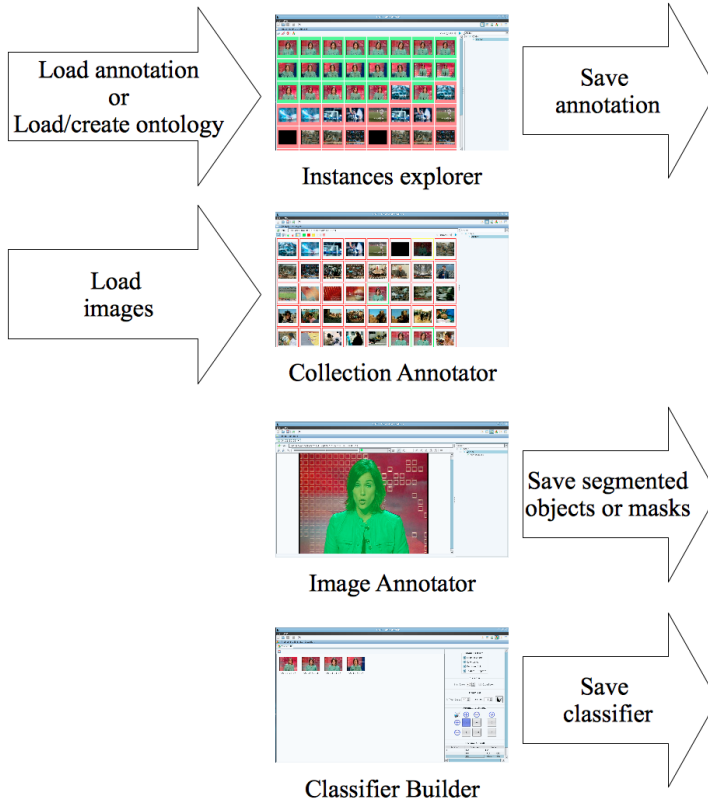 Load annotation
or
Load/create ontology
Save
annotation
Instances explorer
Load
images
Collection Annotator
Save segmented
objects or masks
Image Annotator
Save
classifier
Classifier Builder